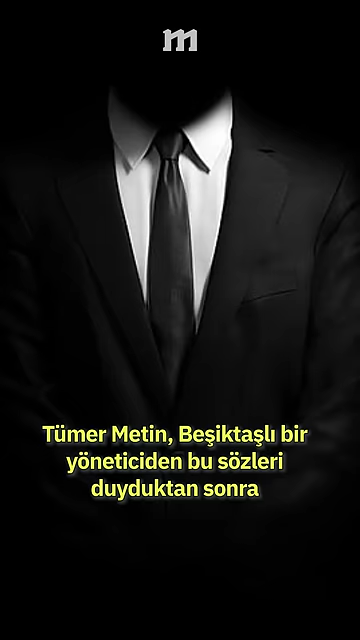 m
Tümer Metin, Beşiktaşlı bir
yöneticiden bu sözleri
duyduktan sonra